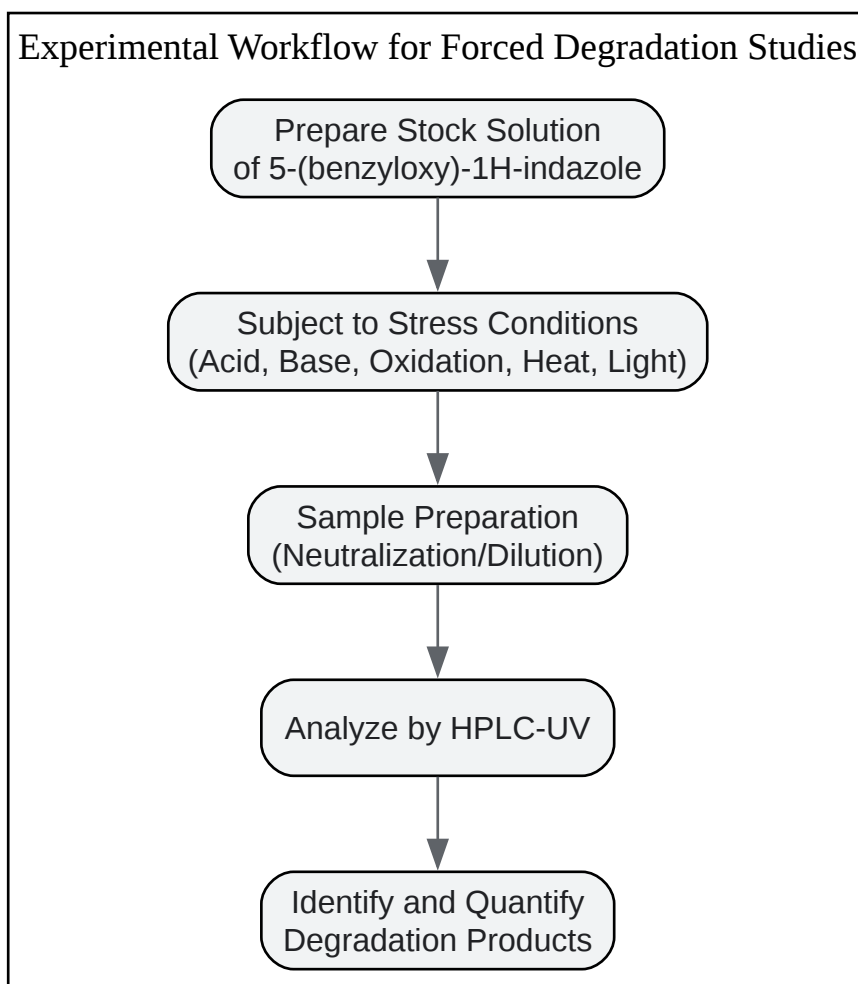 Experimental Workflow for Forced Degradation Studies
Prepare Stock Solution
of 5-(benzyloxy)-1H-indazole
Subject to Stress Conditions
(Acid, Base, Oxidation, Heat, Light)
Sample Preparation
(Neutralization/Dilution)
Analyze by HPLC-UV
Identify and Quantify
Degradation Products